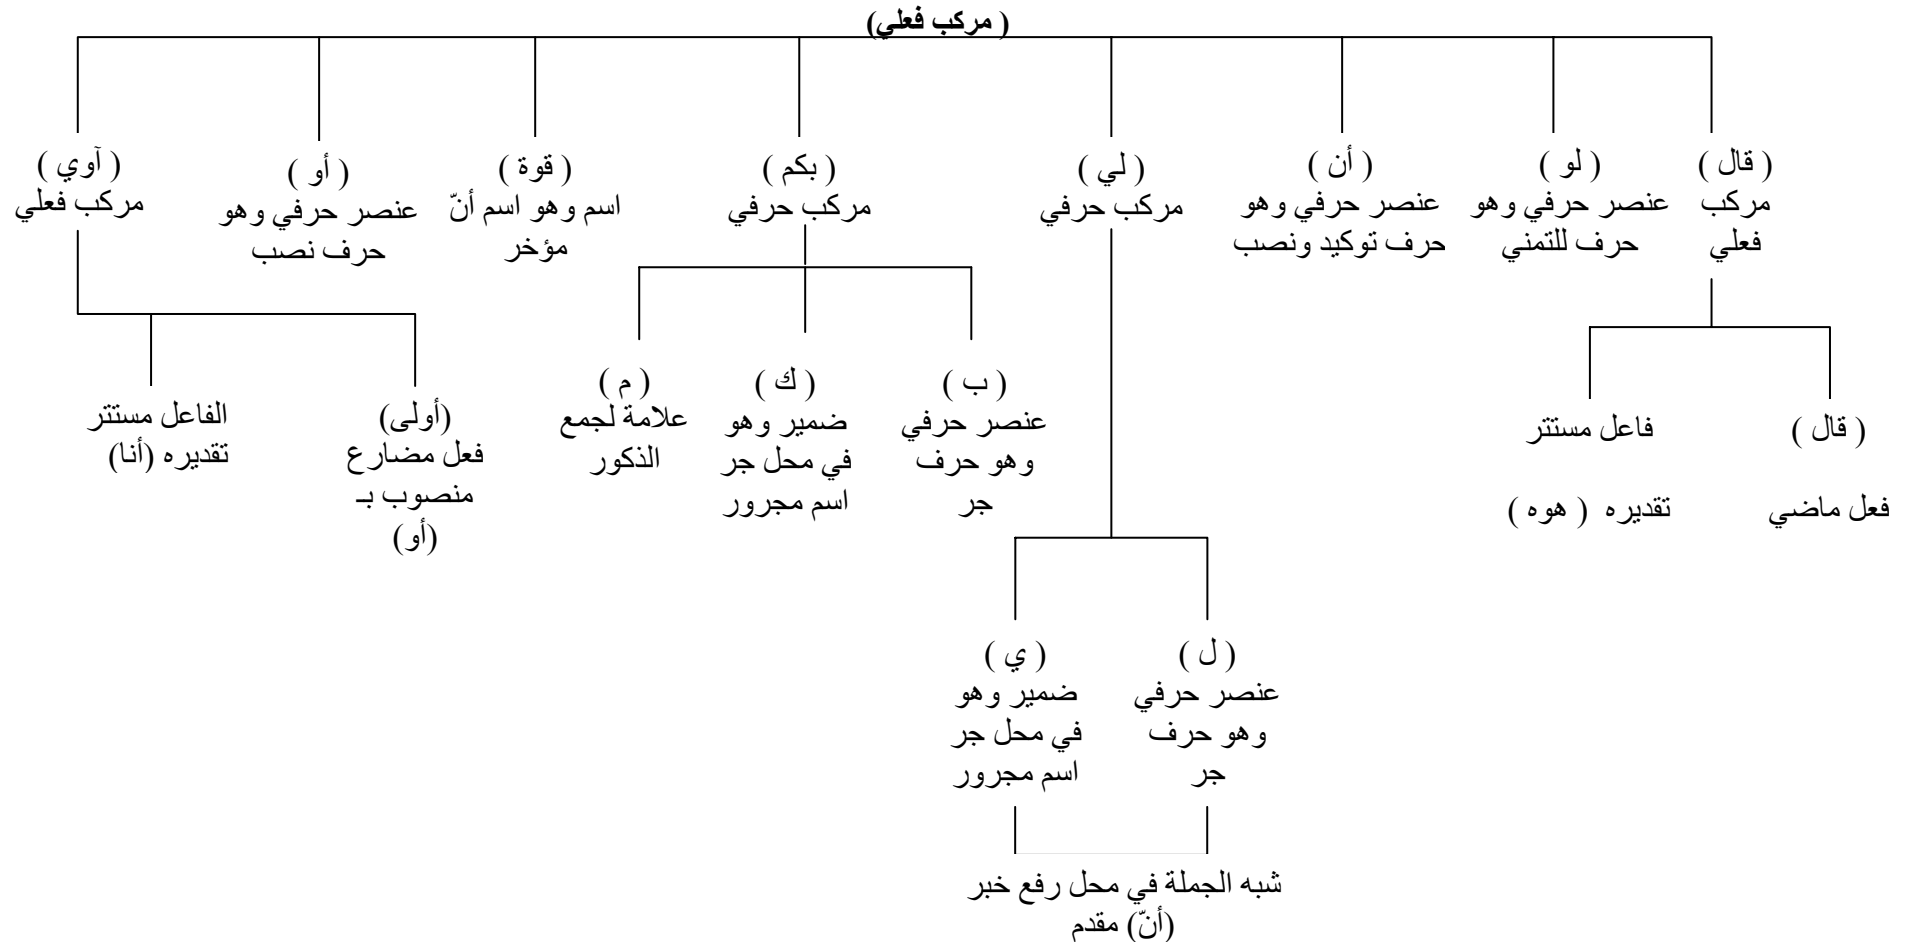 ( مركب فعلي)
( قال )
مركب
فعلي
( لو )
عنصر حرفي وهو
حرف للتمني
( أن )
عنصر حرفي وهو
حرف توكيد ونصب
( لي )
مركب حرفي
( بكم )
مركب حرفي
( قوة )
اسم وهو اسم أنّ
مؤخر
( أو )
عنصر حرفي وهو
حرف نصب
( آوي )
مركب فعلي
( قال )
فعل ماضي
فاعل مستتر
تقديره ( هوه )
( ب )
عنصر حرفي
وهو حرف
جر
( ك )
ضمير وهو
في محل جر
اسم مجرور
( م )
علامة لجمع
الذكور
(أولى)
فعل مضارع
منصوب بـ
(أو)
الفاعل مستتر
تقديره (أنا)
( ل )
عنصر حرفي
وهو حرف
جر
( ي )
ضمير وهو
في محل جر
اسم مجرور
شبه الجملة في محل رفع خبر
(أنّ) مقدم